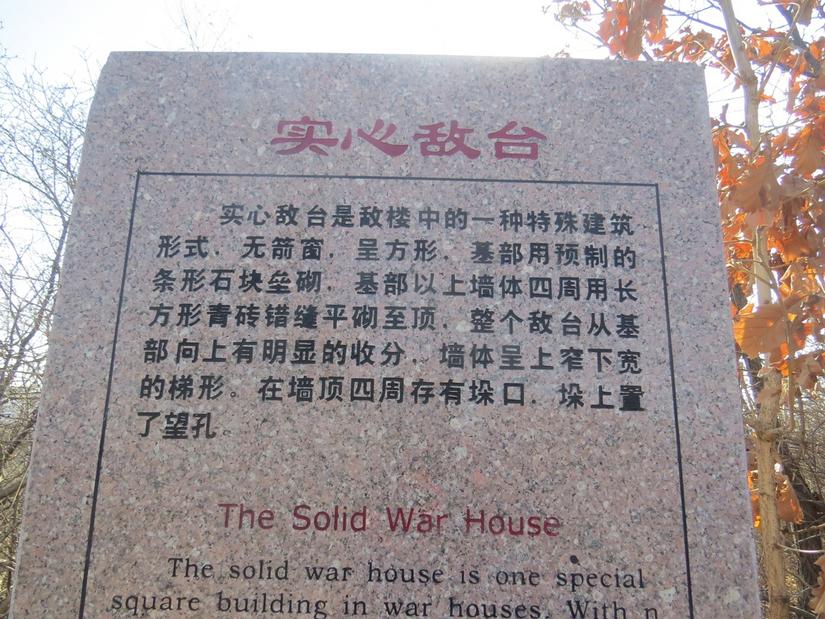 实心敌台
实心敌台是敌楼中的一种特殊建筑
形式．无箭窗，呈方形．基部用预制的
条形石块垒砌．基部以上墙体四周用长
方形青砖错缝平砌至顶．整个敌台从基
部向上有明显的收分．墙体呈上窄下宽
的梯形。在墙顶四周存有垛口．垛上置
了望孔
The Solid War House
The solid war house is one special
square building in war houses. With n